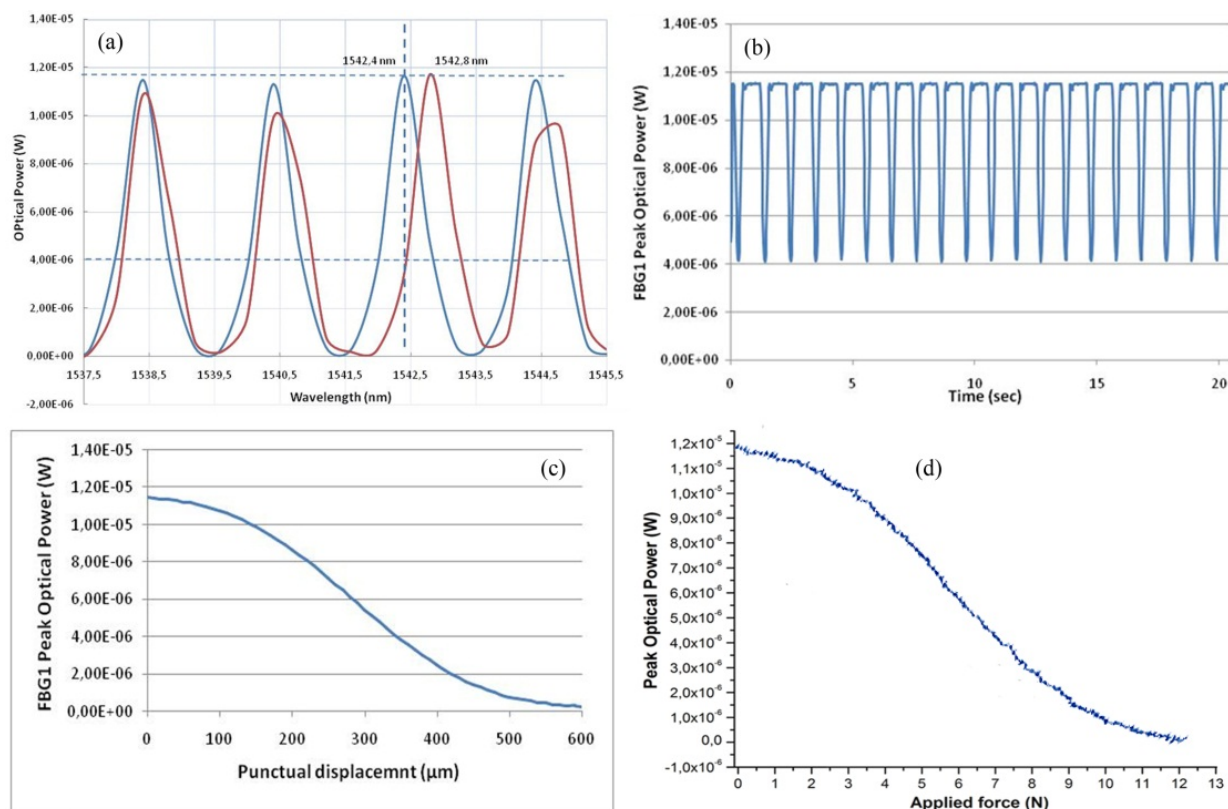 (a)
1,40E-05
1,20E-05
1,00E-05
8,00E-06
6,00E-06
4,00E-06
2,00E-06
0,00E+00
-2,00E-06
OPtical Power (W)
1542,4 nm
1542,8 nm
1537,5
1538,5
1539,5
1540,5
1541,5
1542,5
1543,5
1544,5
1545,5
Wavelength (nm)
(b)
1,40E-05
1,20E-05
1,00E-05
8,00E-06
6,00E-06
4,00E-06
2,00E-06
0,00E+00
FBG1 Peak Optical Power (W)
0
5
10
15
20
Time (sec)
(c)
1,40E-05
1,20E-05
1,00E-05
8,00E-06
6,00E-06
4,00E-06
2,00E-06
0,00E+00
FBG1 Peak Optical Power (W)
0
100
200
300
400
500
600
Punctual displacemnt (µm)
(d)
1,2x10⁻⁵
1,1x10⁻⁵
1,0x10⁻⁵
9,0x10⁻⁶
8,0x10⁻⁶
7,0x10⁻⁶
6,0x10⁻⁶
5,0x10⁻⁶
4,0x10⁻⁶
3,0x10⁻⁶
2,0x10⁻⁶
1,0x10⁻⁶
0,0
-1,0x10⁻⁶
Peak Optical Power (W)
0
1
2
3
4
5
6
7
8
9
10
11
12
13
Applied force (N)